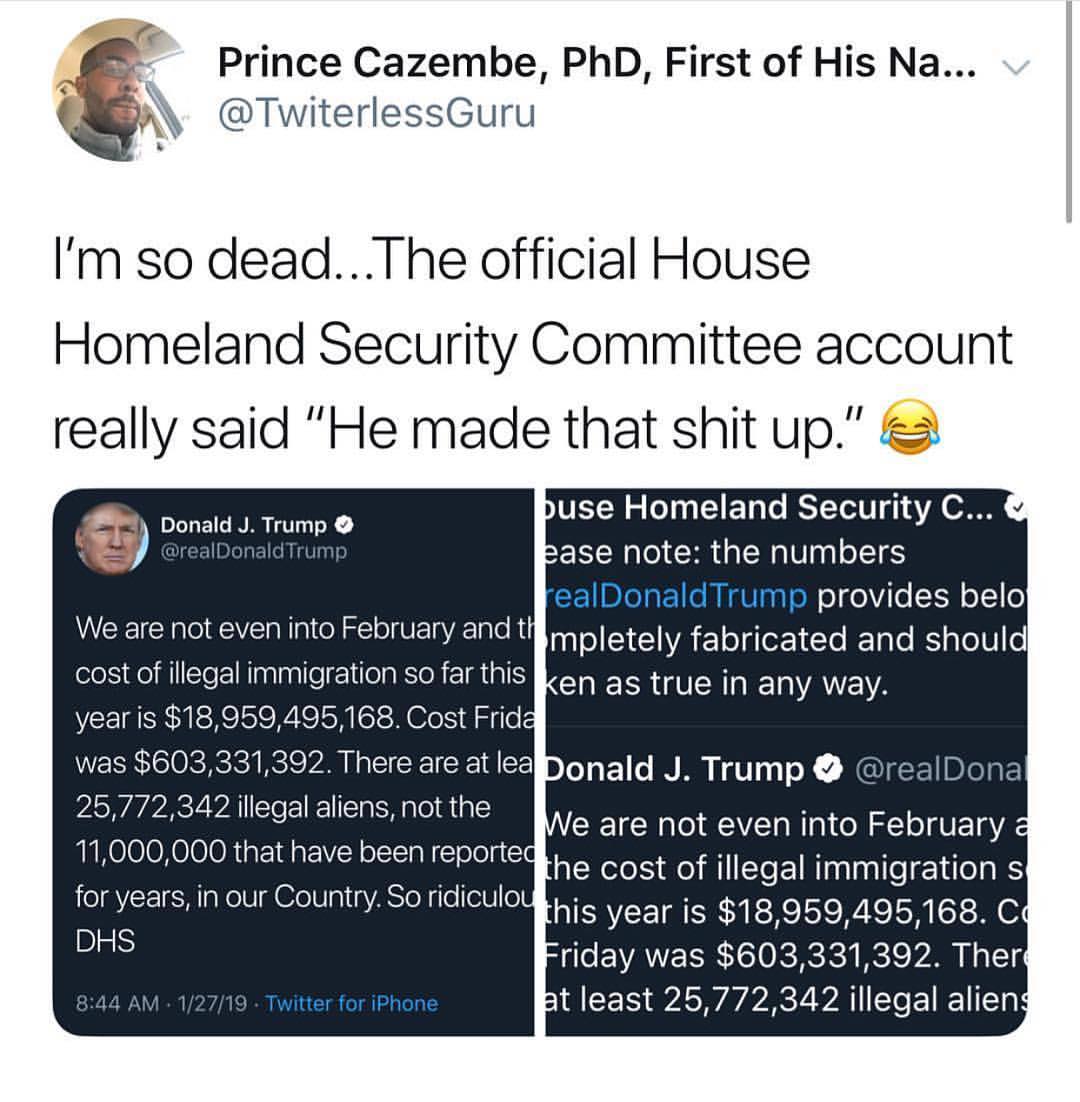 Prince Cazembe, PhD, First of His Na...
@TwiterlessGuru
I'm so dead...The official House
Homeland Security Committee account
really said "He made that shit up." 😂
Donald J. Trump
@realDonaldTrump
We are not even into February and th
cost of illegal immigration so far this
year is $18,959,495,168. Cost Frida
was $603,331,392. There are at lea
25,772,342 illegal aliens, not the
11,000,000 that have been reported
for years, in our Country. So ridiculou
DHS
8:44 AM · 1/27/19 · Twitter for iPhone
ouse Homeland Security C...
ease note: the numbers
realDonaldTrump provides belo
mpletely fabricated and should
ken as true in any way.
Donald J. Trump @realDonal
We are not even into February a
the cost of illegal immigration s
this year is $18,959,495,168. Co
Friday was $603,331,392. There
at least 25,772,342 illegal aliens